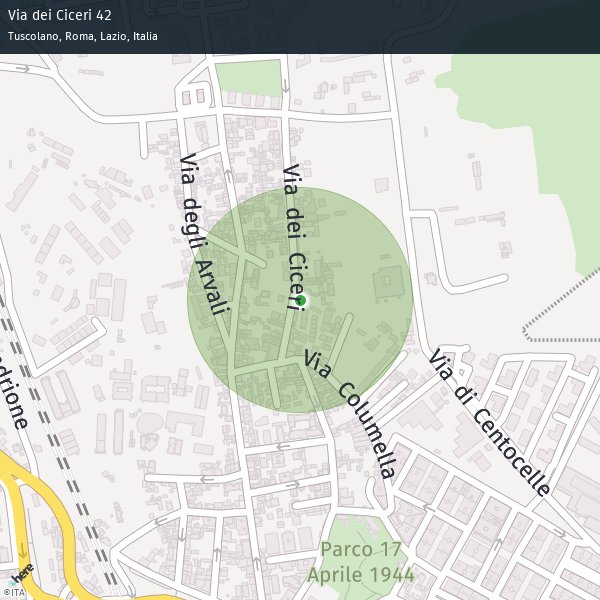 Via dei Ciceri 42
Tuscolano, Roma, Lazio, Italia
Via degli Arvali
Via dei Ciceri
Via Columella
Via di Centocelle
Parco 17
Aprile 1944
here
©ITA